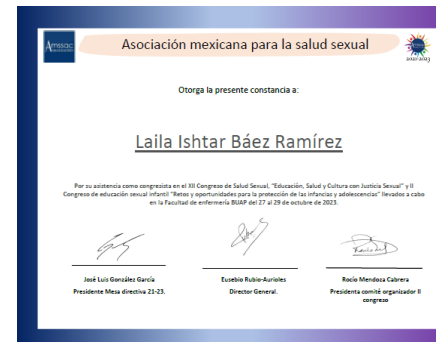 Amssac
Asociación mexicana para la salud sexual
2021-2023
Otorga la presente constancia a:
Laila Ishtar Báez Ramírez
Por su asistencia como congresista en el XII Congreso de Salud Sexual, "Educación, Salud y Cultura con Justicia Sexual" y II
Congreso de educación sexual infantil "Retos y oportunidades para la protección de las infancias y adolescencias" llevados a cabo
en la Facultad de enfermería BUAP del 27 al 29 de octubre de 2023.
José Luis González García
Presidente Mesa directiva 21-23.
Eusebio Rubio-Aurioles
Director General.
Rocío Mendoza Cabrera
Presidenta comité organizador II
congreso